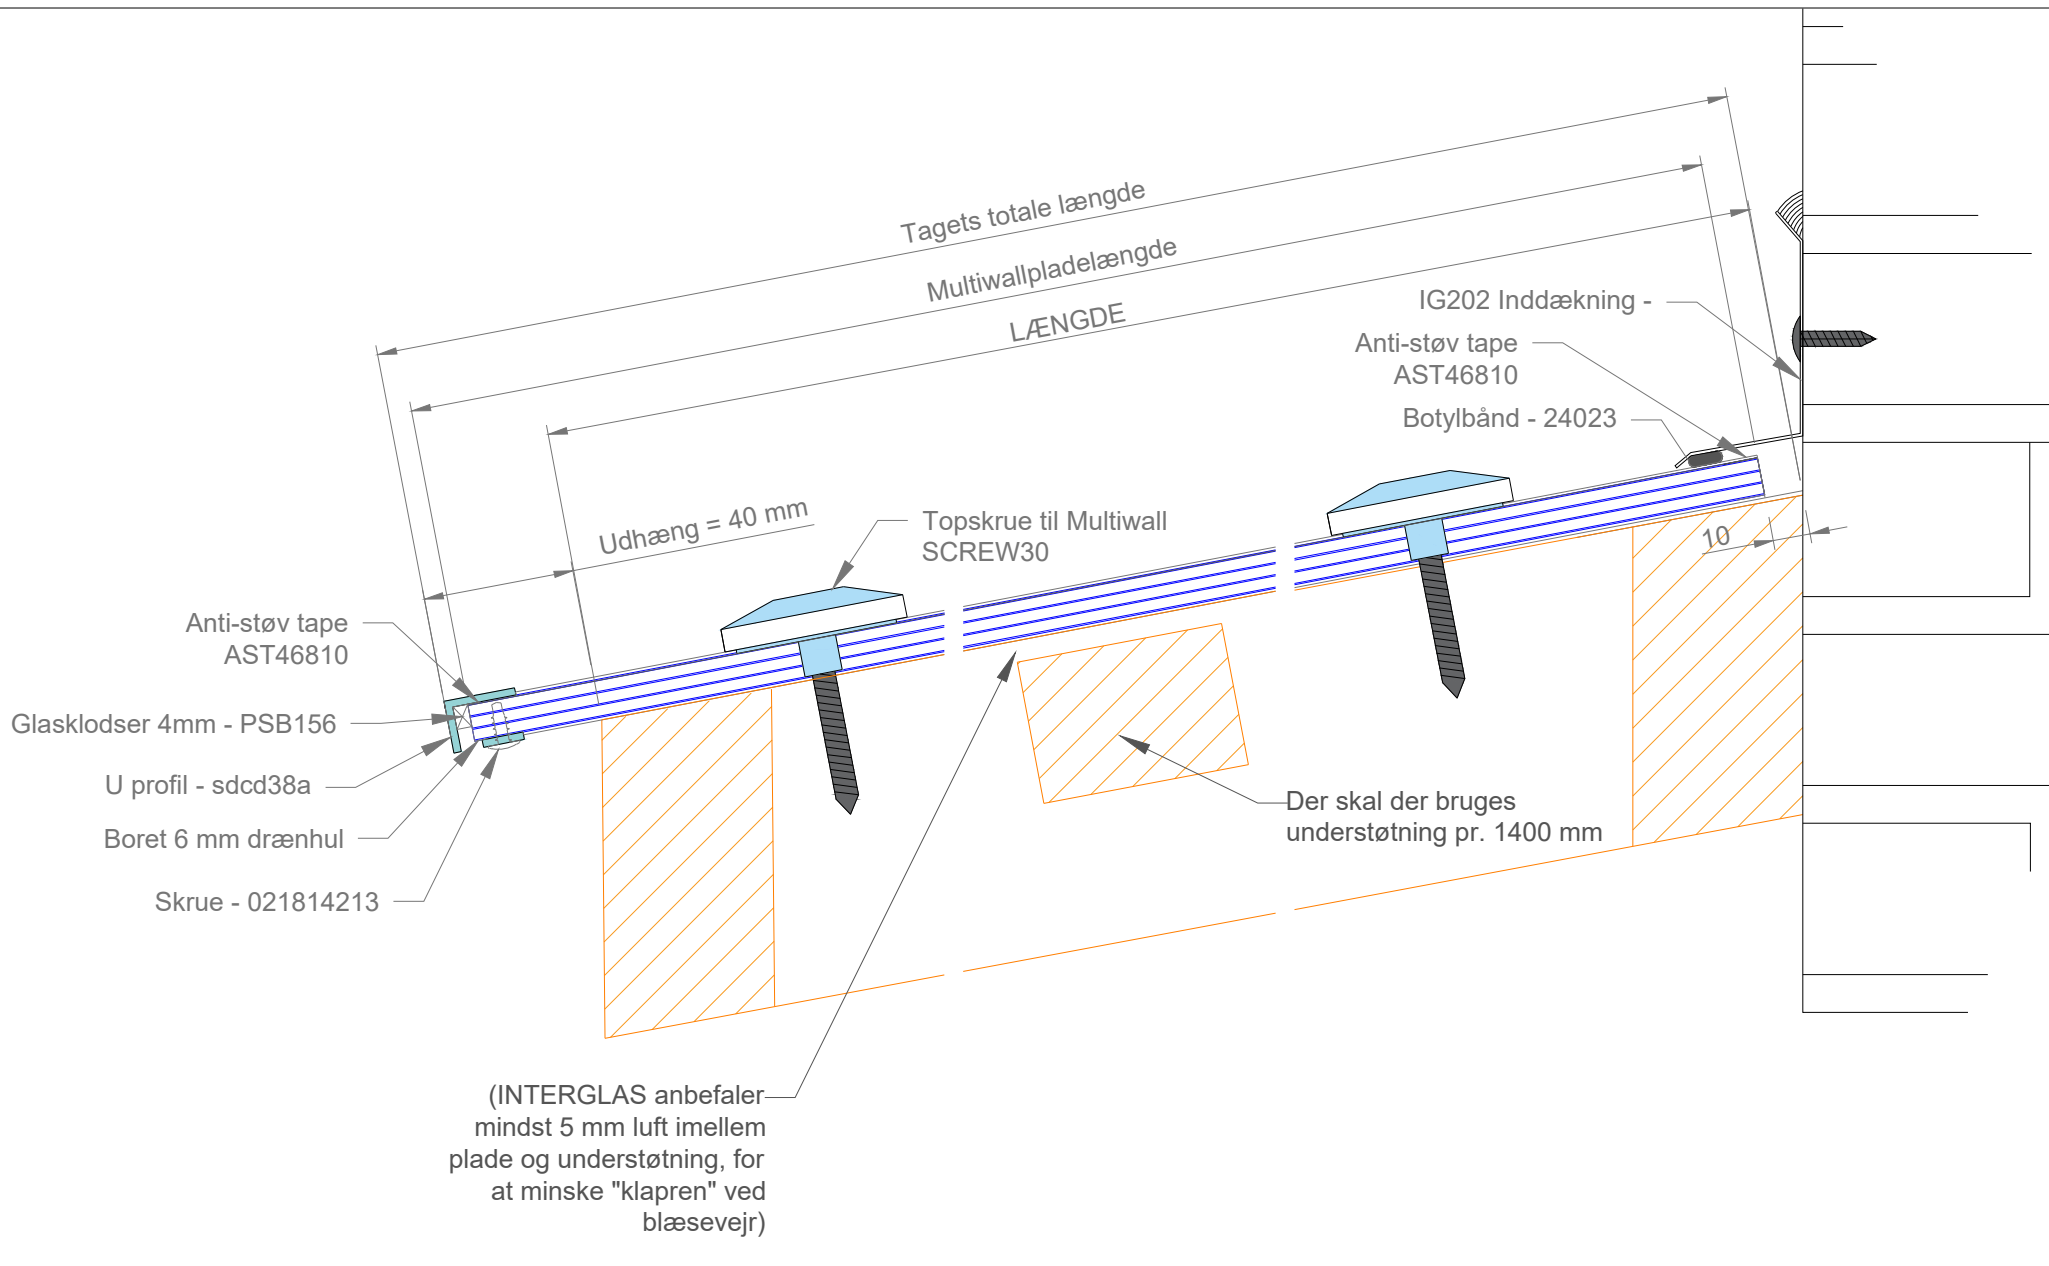 Tagets totale længde
Multiwallpladelængde
LÆNGDE
IG202 Inddækning -
Anti-støv tape
AST46810
Botylbånd - 24023
Udhæng = 40 mm
Topskrue til Multiwall
SCREW30
10
Anti-støv tape
AST46810
Glasklodser 4mm - PSB156
U profil - sdcd38a
Boret 6 mm drænhul
Skrue - 021814213
Der skal der bruges
understøtning pr. 1400 mm
(INTERGLAS anbefaler
mindst 5 mm luft imellem
plade og understøtning, for
at minske "klapren" ved
blæsevejr)